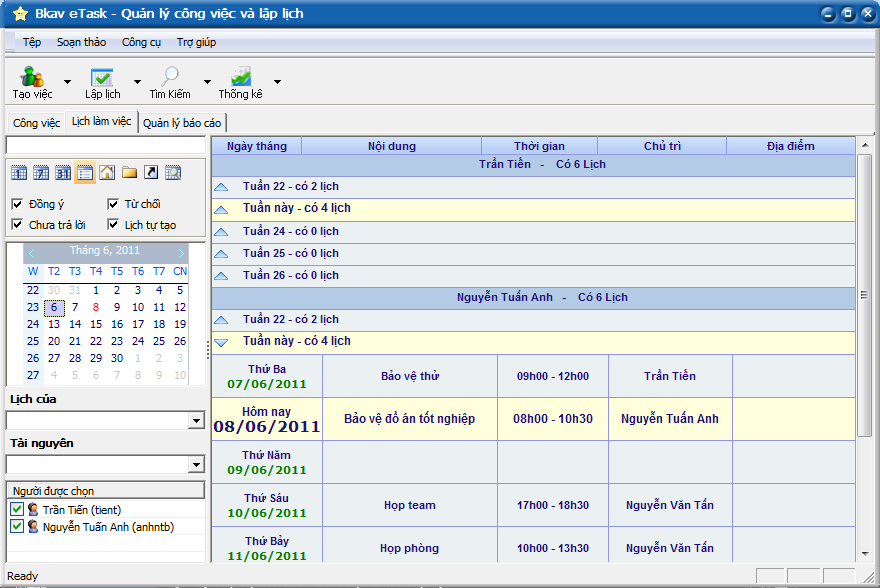 Bkav eTask - Quản lý công việc và lập lịch
Tệp Soạn thảo Công cụ Trợ giúp
Tạo việc Lập lịch Tìm Kiếm Thống kê
Công việc Lịch làm việc Quản lý báo cáo
1 7 31
Đồng ý Từ chối
Chưa trả lời Lịch tự tạo
Tháng 6, 2011
W T2 T3 T4 T5 T6 T7 CN
22 30 31 1 2 3 4 5
23 6 7 8 9 10 11 12
24 13 14 15 16 17 18 19
25 20 21 22 23 24 25 26
26 27 28 29 30 1 2 3
27 4 5 6 7 8 9 10
Lịch của
Tài nguyên
Người được chọn
Trần Tiến (tient)
Nguyễn Tuấn Anh (anhntb)
Ngày tháng Nội dung Thời gian Chủ trì Địa điểm
Trần Tiến - Có 6 Lịch
Tuần 22 - có 2 lịch
Tuần này - có 4 lịch
Tuần 24 - có 0 lịch
Tuần 25 - có 0 lịch
Tuần 26 - có 0 lịch
Nguyễn Tuấn Anh - Có 6 Lịch
Tuần 22 - có 2 lịch
Tuần này - có 4 lịch
Thứ Ba
07/06/2011 Bảo vệ thử 09h00 - 12h00 Trần Tiến
Hôm nay
08/06/2011 Bảo vệ đồ án tốt nghiệp 08h00 - 10h30 Nguyễn Tuấn Anh
Thứ Năm
09/06/2011
Thứ Sáu
10/06/2011 Họp team 17h00 - 18h30 Nguyễn Văn Tấn
Thứ Bảy
11/06/2011 Họp phòng 10h00 - 13h30 Nguyễn Văn Tấn
Ready